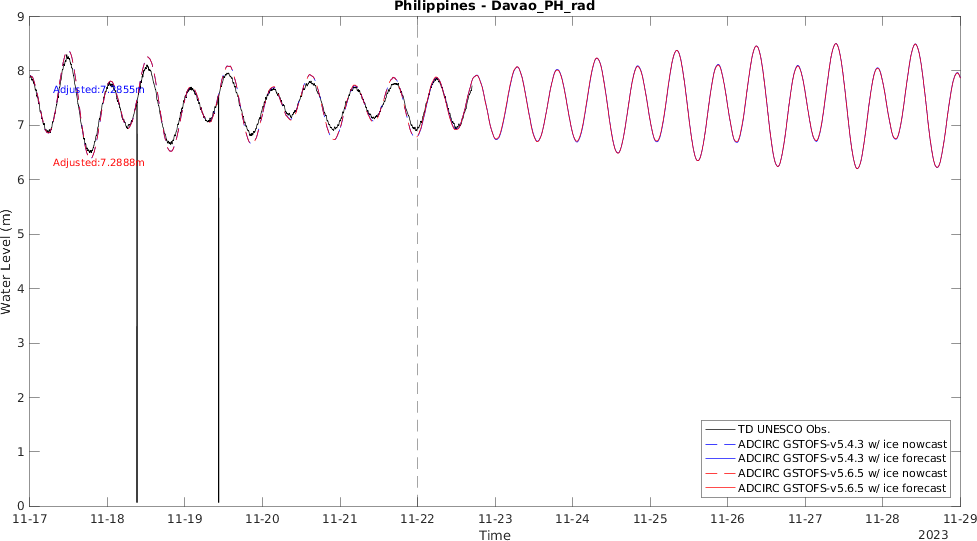 Philippines - Davao_PH_rad
9
8
7
6
5
4
3
2
1
0
Water Level (m)
Adjusted:7.2855m
Adjusted:7.2888m
TD UNESCO Obs.
ADCIRC GSTOFS-v5.4.3 w/ ice nowcast
ADCIRC GSTOFS-v5.4.3 w/ ice forecast
ADCIRC GSTOFS-v5.6.5 w/ ice nowcast
ADCIRC GSTOFS-v5.6.5 w/ ice forecast
11-17 11-18 11-19 11-20 11-21 11-22 11-23 11-24 11-25 11-26 11-27 11-28 11-29
Time
2023